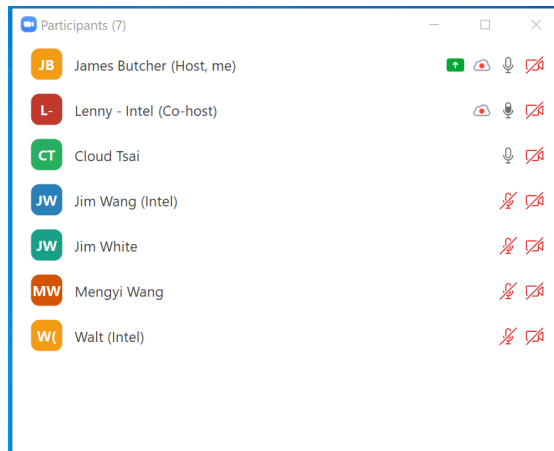 Participants (7)
JB James Butcher (Host, me)
L- Lenny - Intel (Co-host)
CT Cloud Tsai
JW Jim Wang (Intel)
JW Jim White
MW Mengyi Wang
W( Walt (Intel)